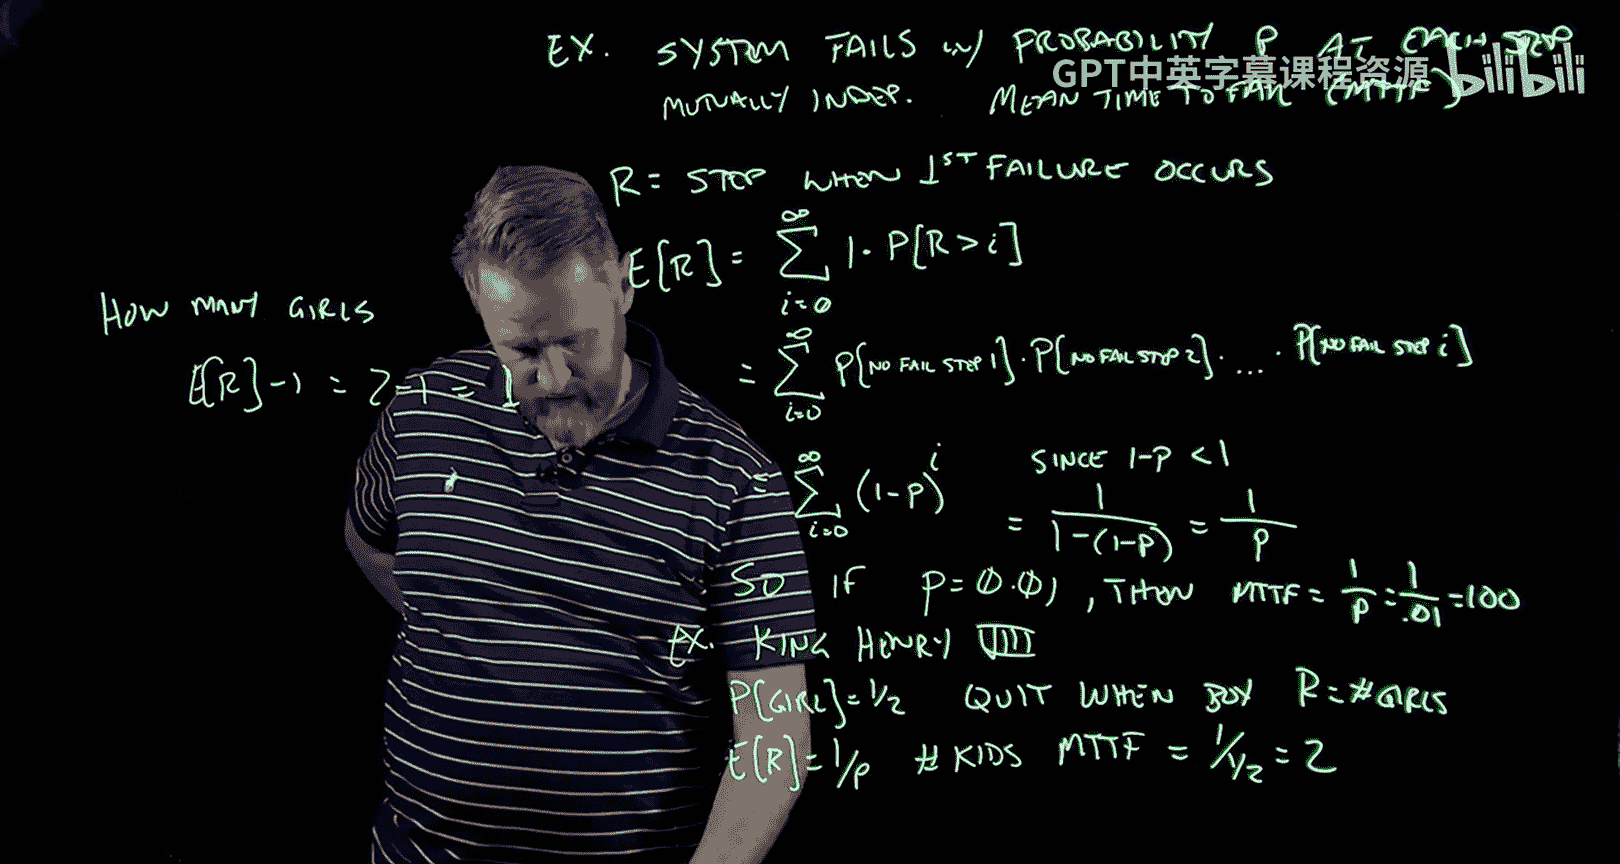 EX. SYSTEM FAILS w/ PROBABILITY P AT EACH STEP
GPT中英字幕课程资源 bilibili
MUTUALLY INDEP. MEAN TIME TO FAIL (MTTF)
R = STEP WHEN 1ST FAILURE OCCURS
E[R] = ∞ ∑ i=0 1· P[R > i]
HOW MANY GIRLS
= ∞ ∑ i=0 P[NO FAIL STEP 1]· P[NO FAIL STEP 2]· ... · P[NO FAIL STEP i]
E[R]-1 = 2-1 = 1
SINCE 1-P < 1
= ∞ ∑ i=0 (1-P)^i = 1/(1-(1-P)) = 1/P
SO IF P=0.01, THEN MTTF = 1/P = 1/.01 = 100
EX. KING HENRY VIII
P[GIRL]=1/2 QUIT WHEN BOY R=#GIRLS
E[R]=1/P #KIDS MTTF = 1/1/2 = 2